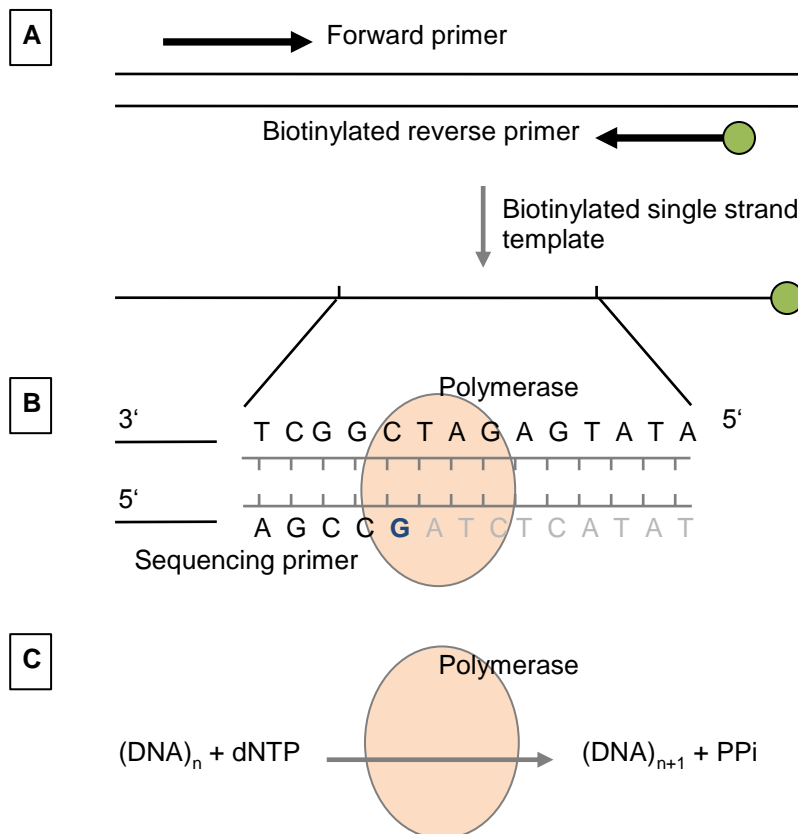 A
Forward primer
Biotinylated reverse primer
Biotinylated single strand
template
B
Polymerase
3‘
T C G G C T A G A G T A T A
5‘
5‘
A G C C G A T C T C A T A T
Sequencing primer
C
Polymerase
(DNA)n + dNTP
(DNA)n+1 + PPi